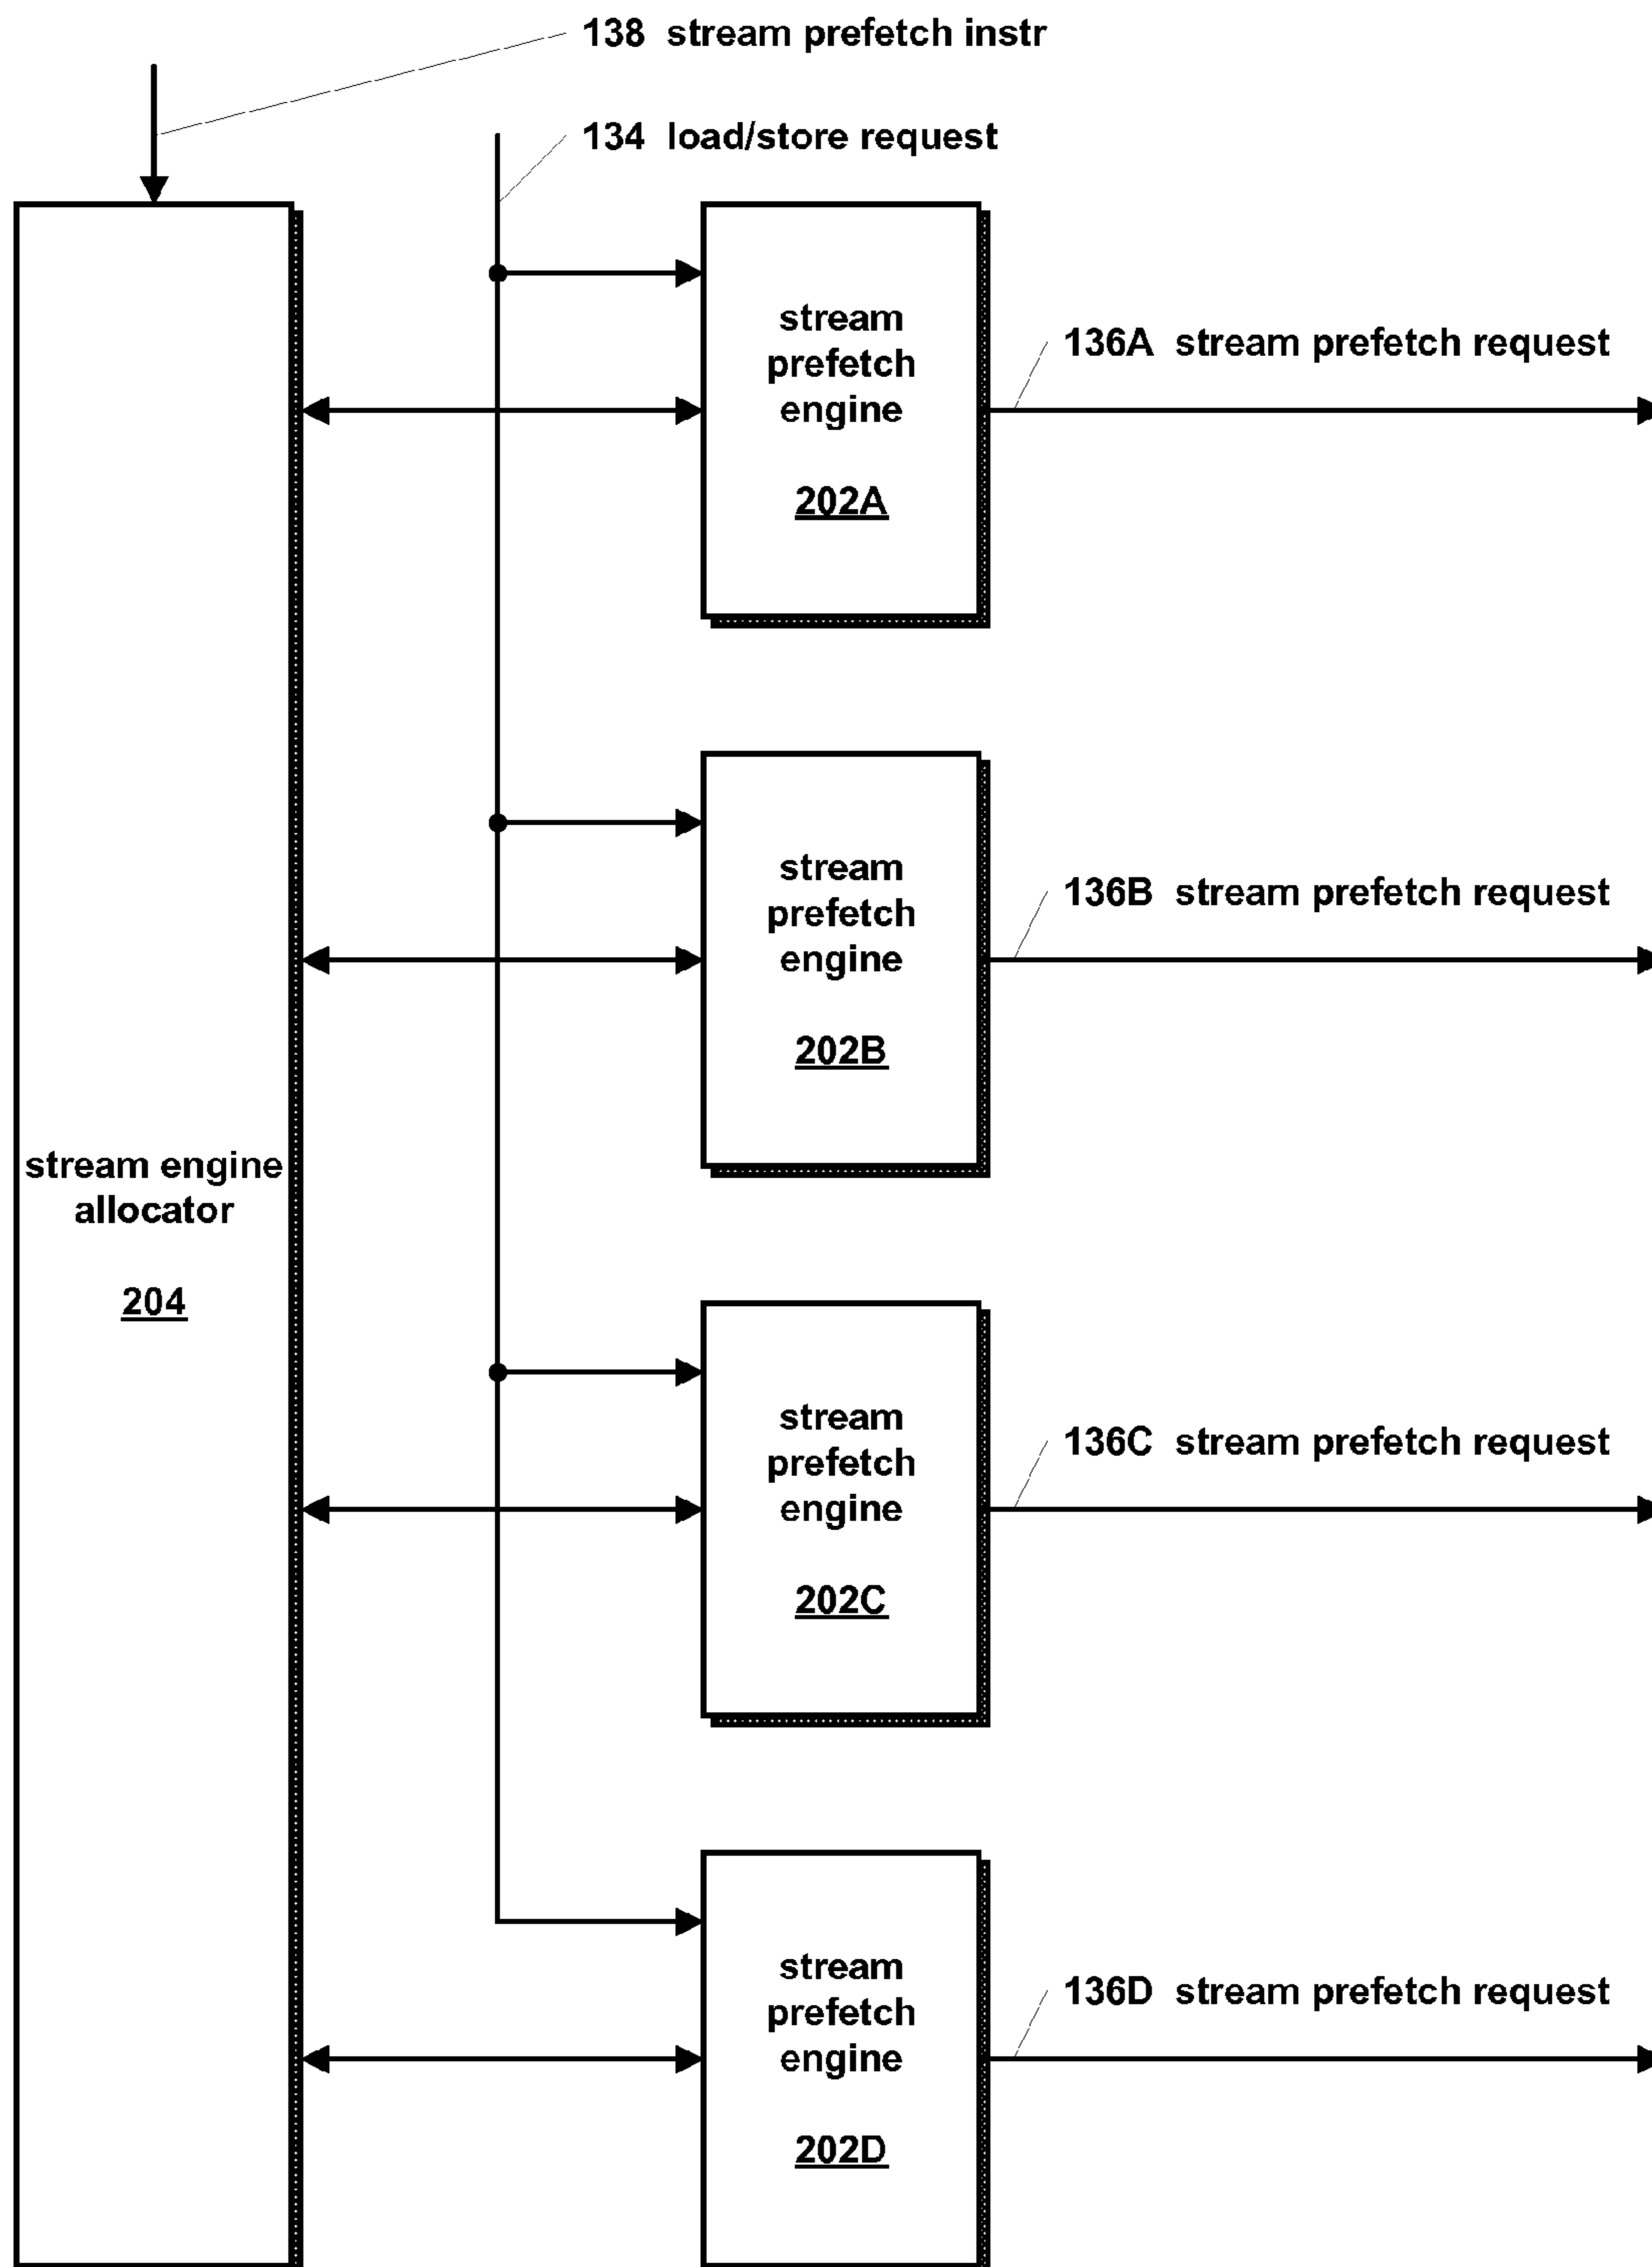 138 stream prefetch instr
134 load/store request
stream
prefetch
engine
202A
136A stream prefetch request
stream
prefetch
engine
202B
136B stream prefetch request
stream engine
allocator
204
stream
prefetch
engine
202C
136C stream prefetch request
stream
prefetch
engine
202D
136D stream prefetch request